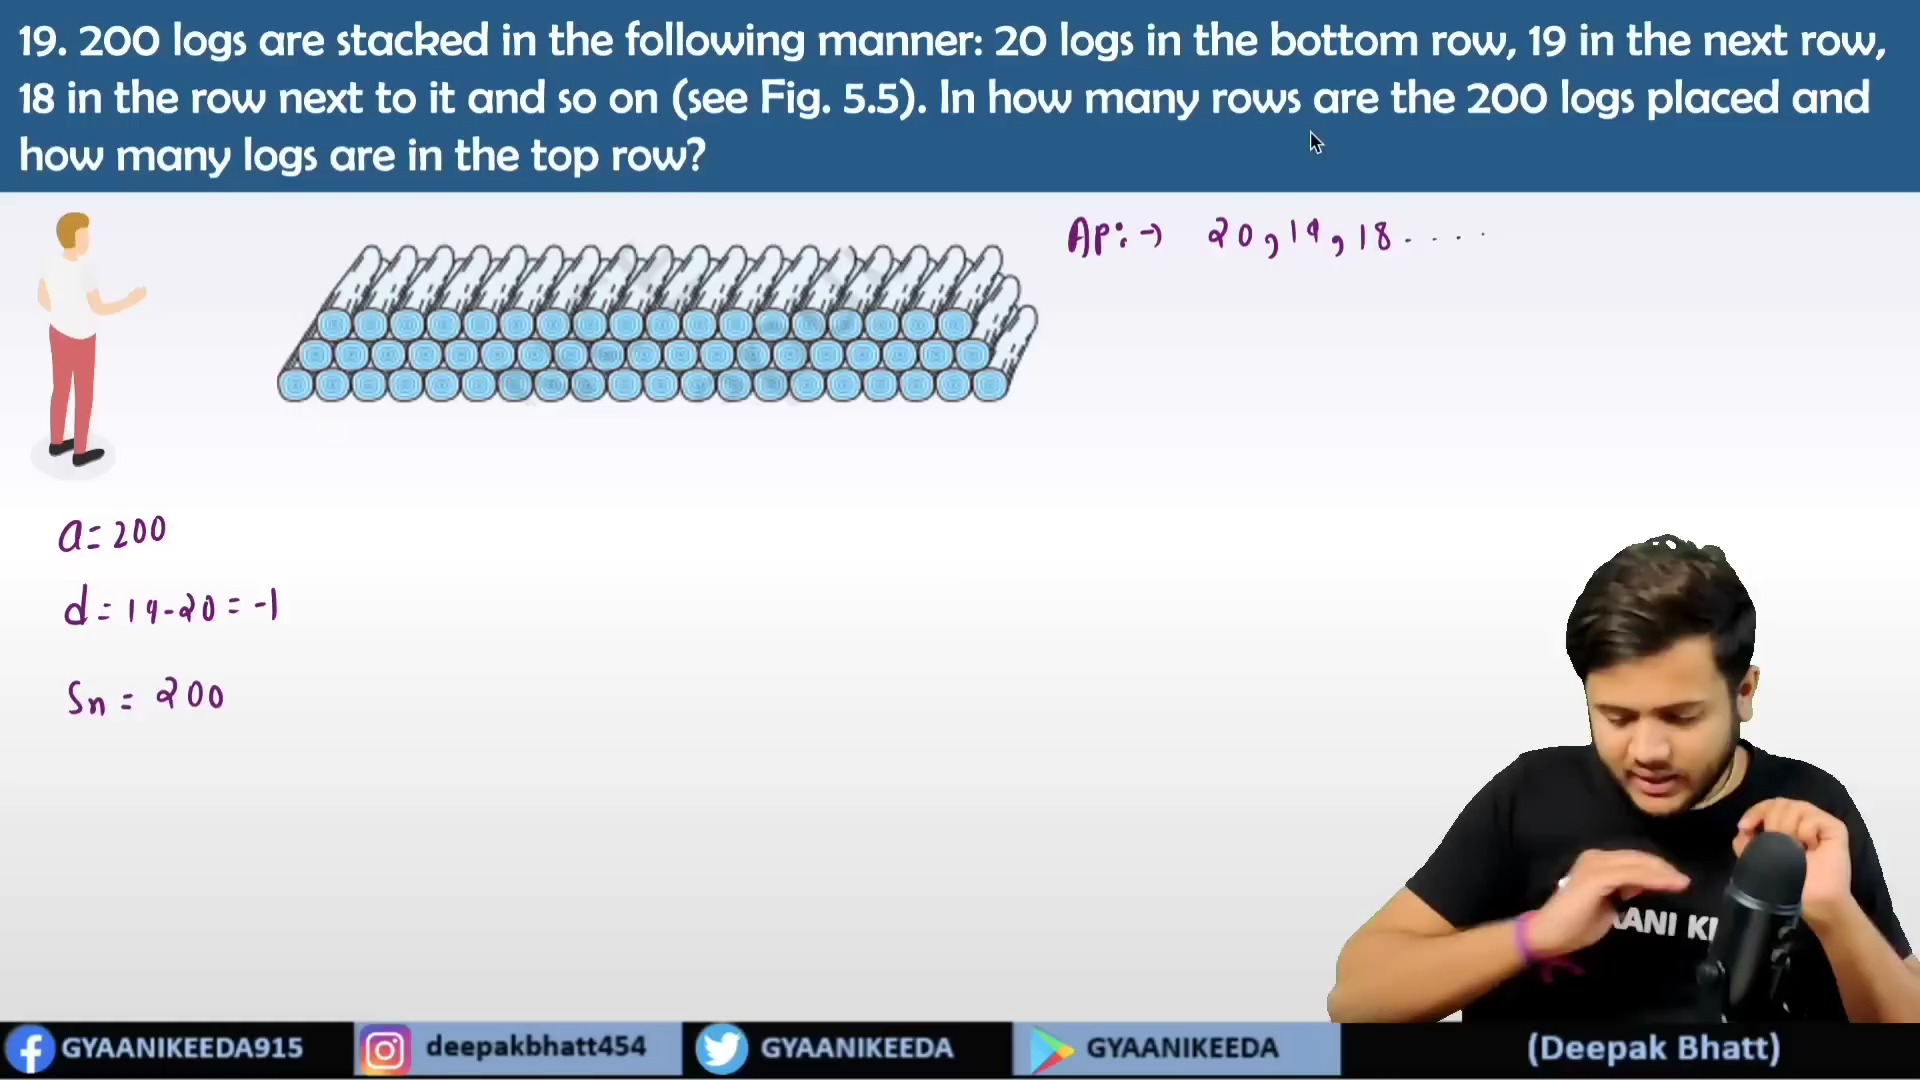 19. 200 logs are stacked in the following manner: 20 logs in the bottom row, 19 in the next row,
18 in the row next to it and so on (see Fig. 5.5). In how many rows are the 200 logs placed and
how many logs are in the top row?
AP:→ 20,19,18.....
a=200
d=19-20=-1
Sn=200
AANI KE
GYAANIKEEDA915
deepakbhatt454
GYAANIKEEDA
GYAANIKEEDA
(Deepak Bhatt)